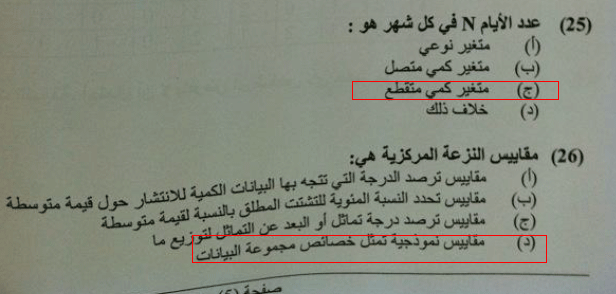 (25) عدد الأيام N في كل شهر هو :
(أ) متغير نوعي
(ب) متغير كمي متصل
(ج) متغير كمي متقطع
(د) خلاف ذلك
(26) مقاييس النزعة المركزية هي:
(أ) مقاييس ترصد الدرجة التي تتجه بها البيانات الكمية للانتشار حول قيمة متوسطة
(ب) مقاييس تحدد النسبة المئوية للتشتت المطلق بالنسبة لقيمة متوسطة
(ج) مقاييس ترصد درجة تماثل أو البعد عن التماثل لتوزيع ما
(د) مقاييس نموذجية تمثل خصائص مجموعة البيانات
صفحة (5)